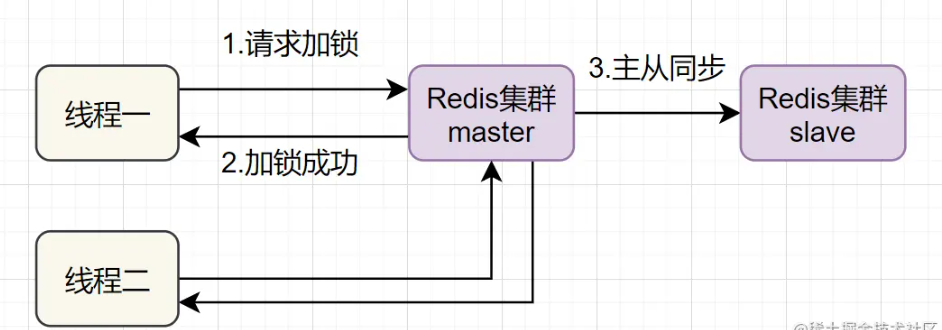 1.请求加锁
线程一
Redis集群
master
3.主从同步
Redis集群
slave
2.加锁成功
线程二
@稀土掘金技术社区